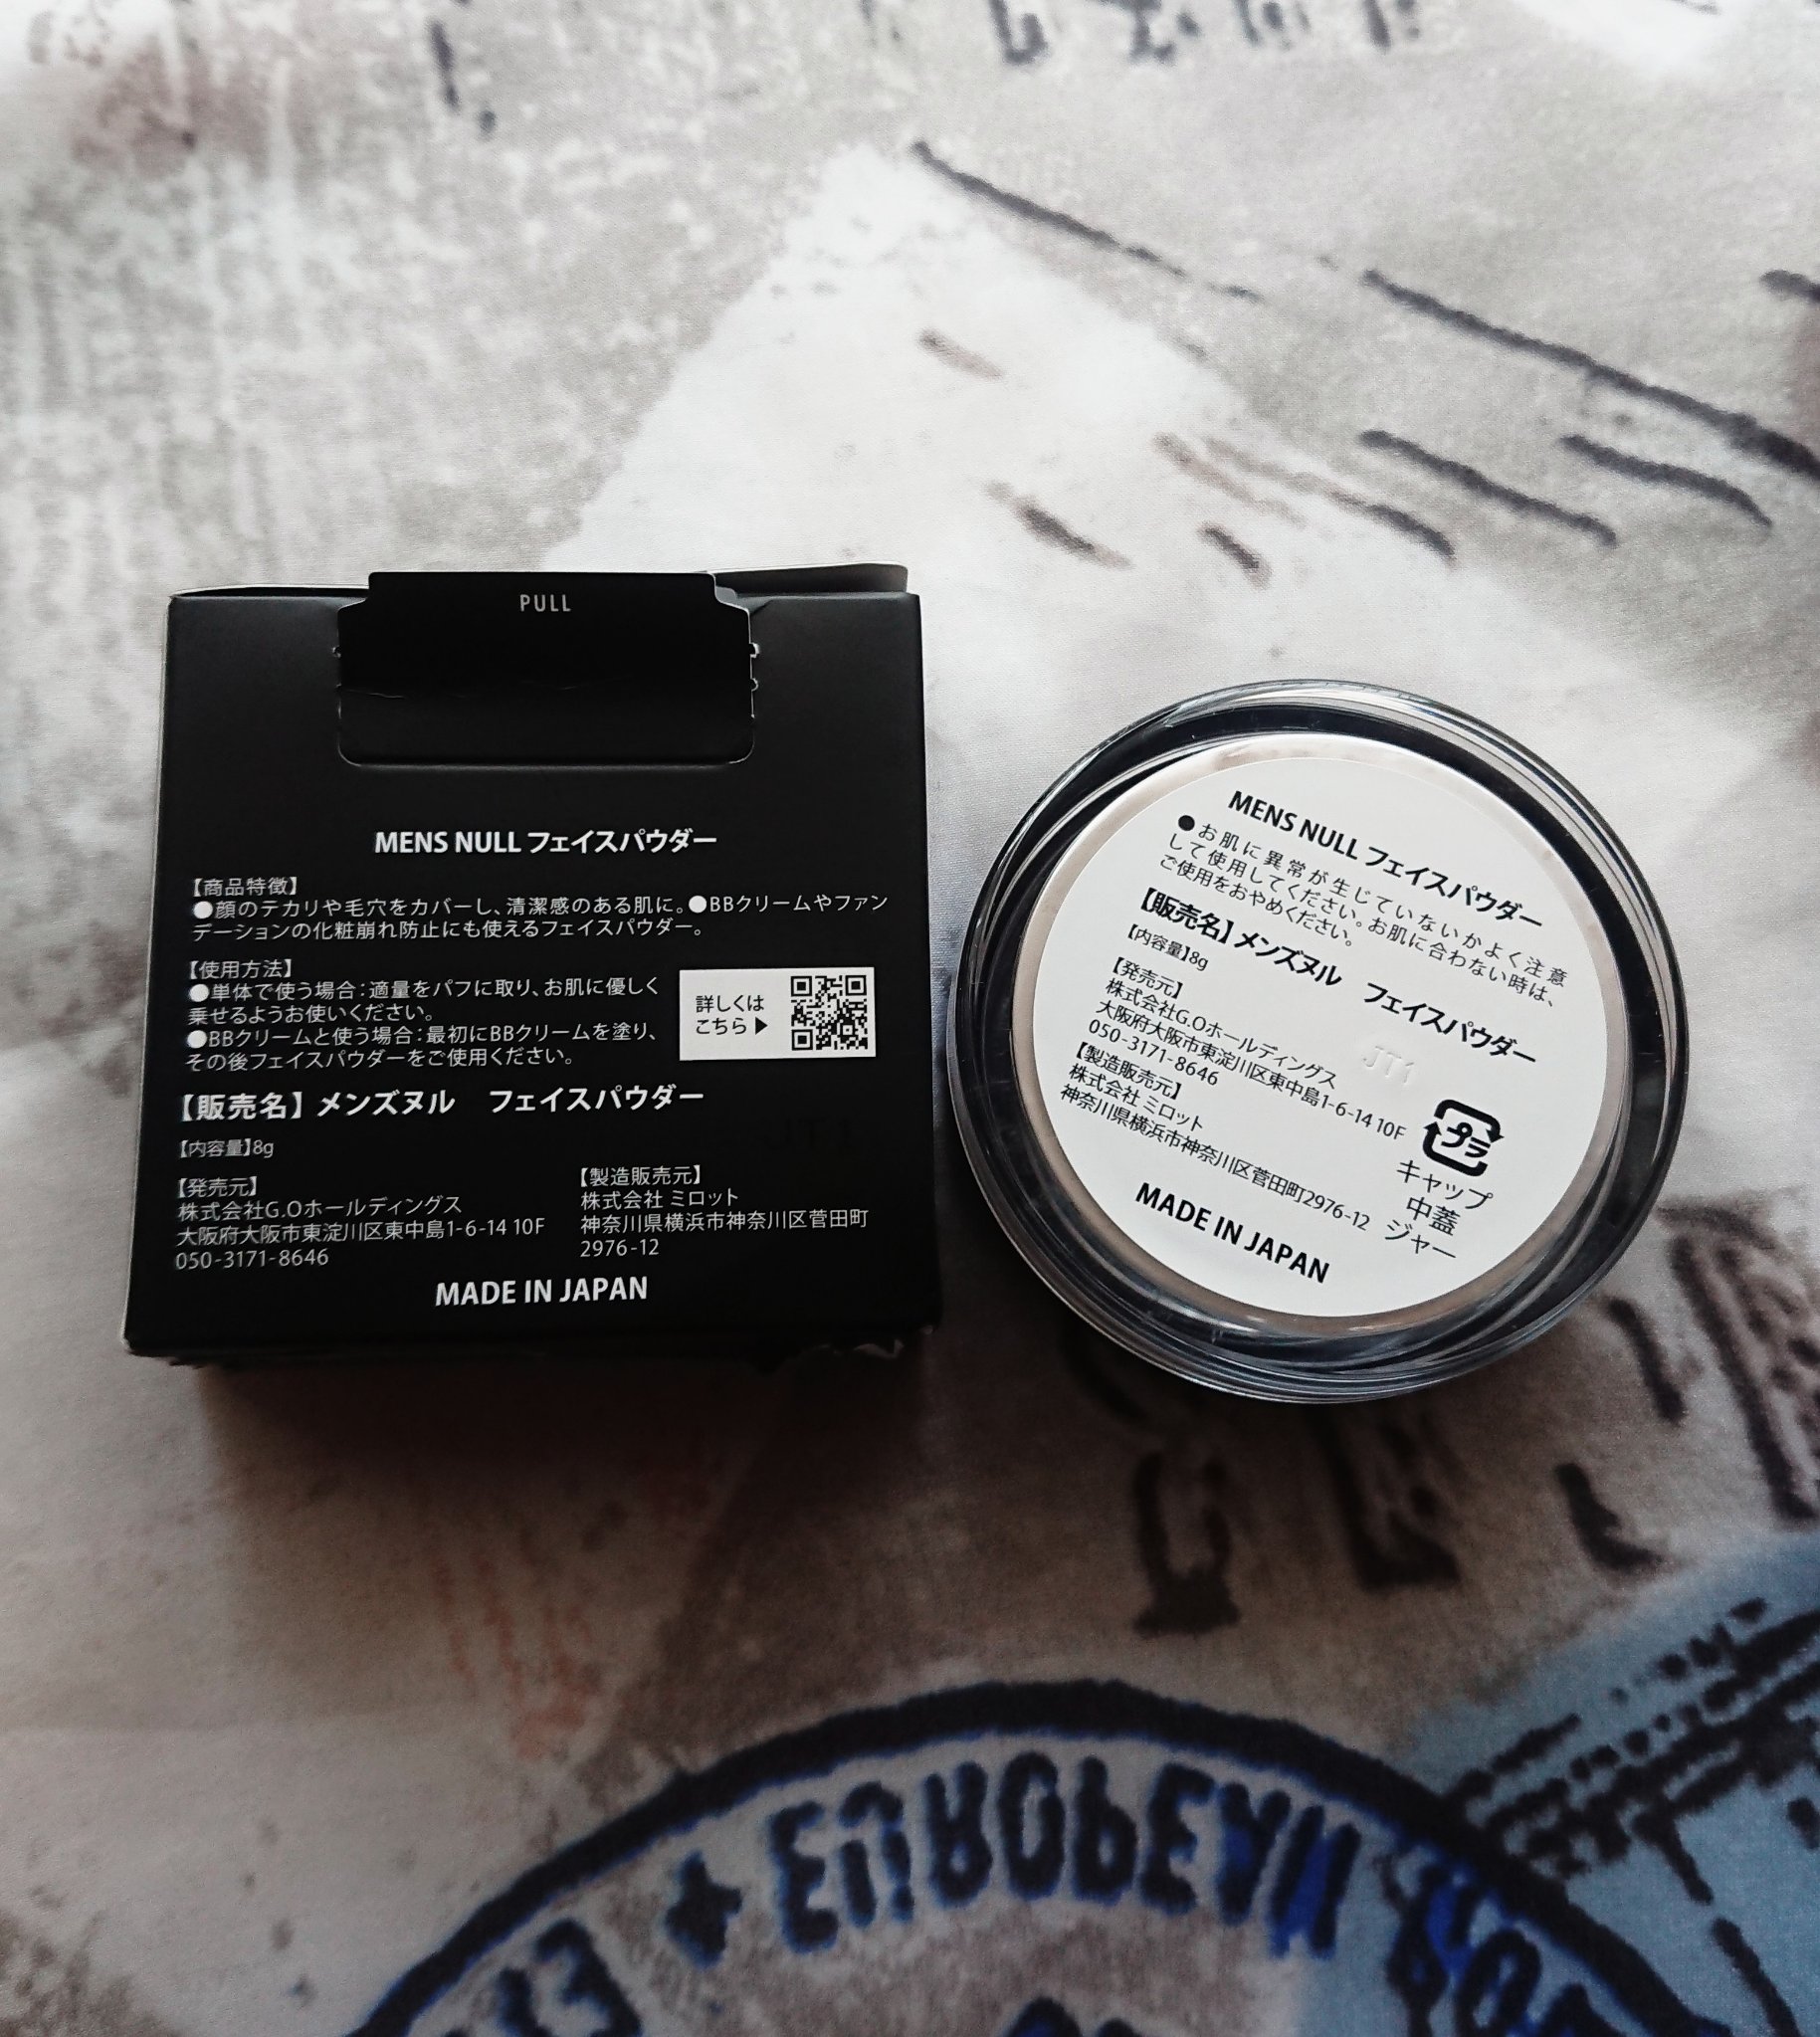 PULL
MENS NULL フェイスパウダー
【商品特徴】
●顔のテカリや毛穴をカバーし、清潔感のある肌に。●BBクリームやファン
デーションの化粧崩れ防止にも使えるフェイスパウダー。
【使用方法】
●単体で使う場合：適量をパフに取り、お肌に優しく
乗せるようお使いください。
●BBクリームと使う場合：最初にBBクリームを塗り、
その後フェイスパウダーをご使用ください。
詳しくは
こちら▶
【販売名】メンズヌル　フェイスパウダー
【内容量】8g
【発売元】
株式会社G.Oホールディングス
大阪府大阪市東淀川区東中島1-6-14 10F
050-3171-8646
【製造販売元】
株式会社 ミロット
神奈川県横浜市神奈川区菅田町
2976-12
MADE IN JAPAN
MENS NULL フェイスパウダー
●お肌に異常が生じていないかよく注意
して使用してください。お肌に合わない時は、
ご使用をおやめください。
【販売名】メンズヌル　フェイスパウダー
【内容量】8g
【発売元】
株式会社G.Oホールディングス
大阪府大阪市東淀川区東中島1-6-14 10F
050-3171-8646
【製造販売元】
株式会社 ミロット
神奈川県横浜市神奈川区菅田町2976-12
JT1
プラ
キャップ
中蓋
ジャー
MADE IN JAPAN
EUROPEAN